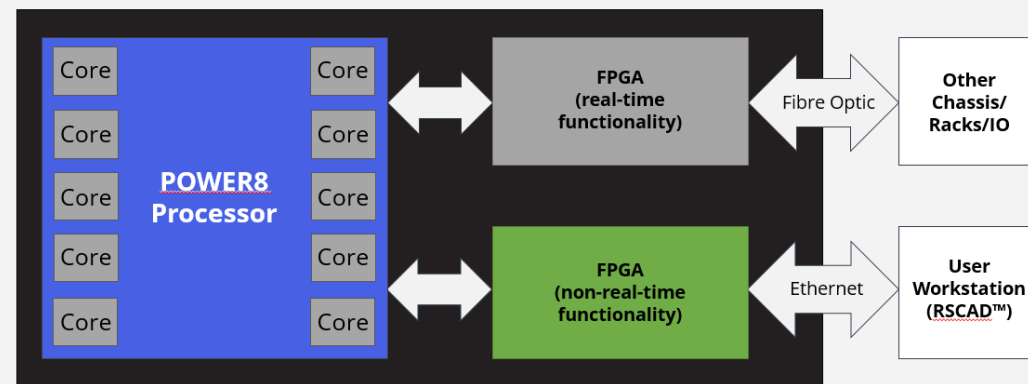 Core
Core
Core
Core
Core
POWER8
Processor
Core
Core
Core
Core
Core
FPGA
(real-time
functionality)
Fibre Optic
Other
Chassis/
Racks/IO
FPGA
(non-real-time
functionality)
Ethernet
User
Workstation
(RSCAD™)